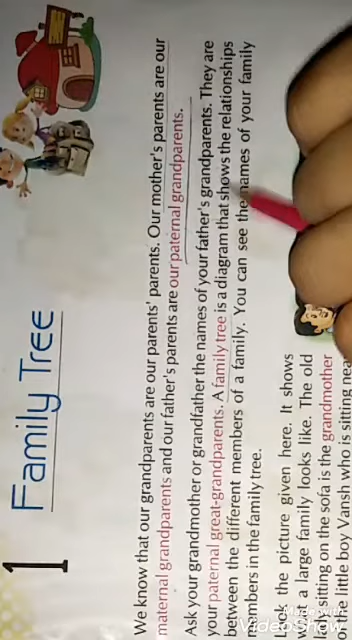 1 Family Tree
We know that our grandparents are our parents' parents. Our mother's parents are our
maternal grandparents and our father's parents are our paternal grandparents.
Ask your grandmother or grandfather the names of your father's grandparents. They are
your paternal great-grandparents. A family tree is a diagram that shows the relationships
between the different members of a family. You can see the names of your family
members in the family tree.
the picture given here. It shows
what a large family looks like. The old
sitting on the sofa is the grandmother
the little boy Vansh who is sitting near
Made with
VideoShow